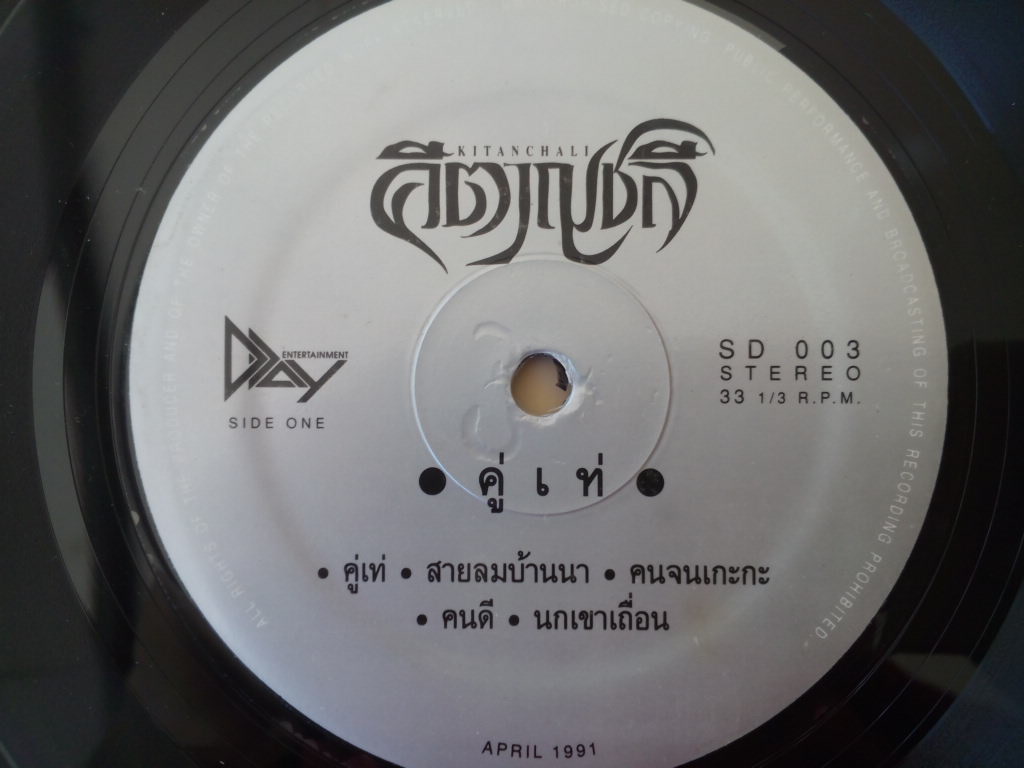 KITANCHALI
คีตาญชลี
Day
ENTERTAINMENT
SIDE ONE
SD 003
STEREO
33 1/3 R.P.M.
● คู่เท่ ●
• คู่เท่ • สายลมบ้านนา • คนจนเกะกะ
• คนดี • นกเขาเถื่อน
APRIL 1991
ALL RIGHTS OF THE PRODUCER AND OF THE OWNER OF THE RECORDED COPYING, PUBLIC PERFORMANCE AND BROADCASTING OF THIS RECORDING PROHIBITED.